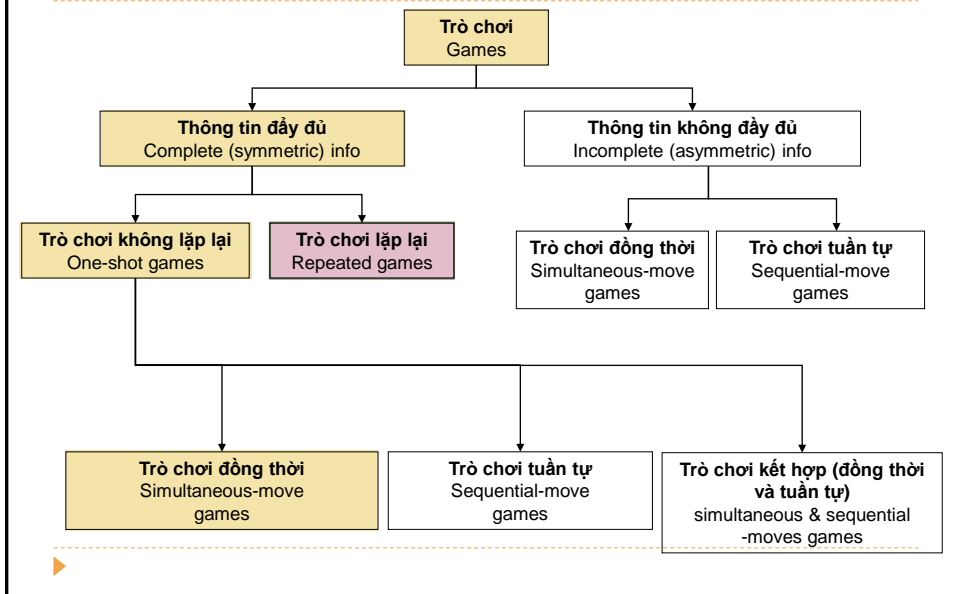 Trò chơi
Games
Thông tin đẩy đủ
Complete (symmetric) info
Thông tin không đầy đủ
Incomplete (asymmetric) info
Trò chơi không lặp lại
One-shot games
Trò chơi lặp lại
Repeated games
Trò chơi đồng thời
Simultaneous-move
games
Trò chơi tuần tự
Sequential-move
games
Trò chơi đồng thời
Simultaneous-move
games
Trò chơi tuần tự
Sequential-move
games
Trò chơi kết hợp (đồng thời
và tuần tự)
simultaneous & sequential
-moves games